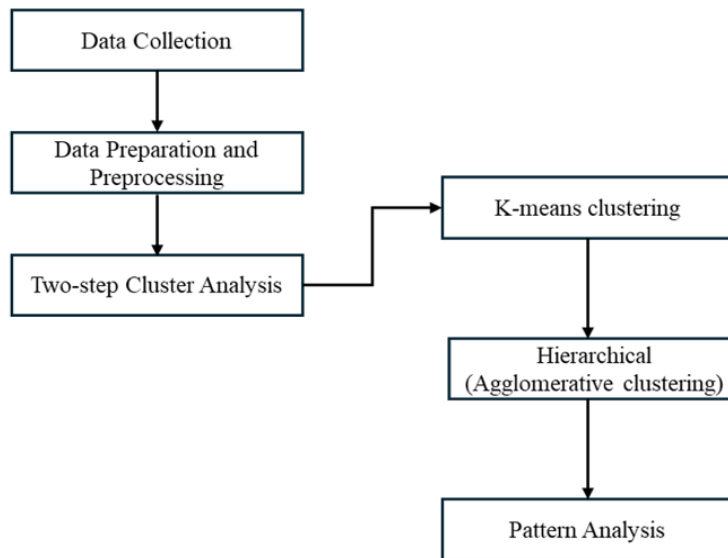 Data Collection
Data Preparation and
Preprocessing
Two-step Cluster Analysis
K-means clustering
Hierarchical
(Agglomerative clustering)
Pattern Analysis